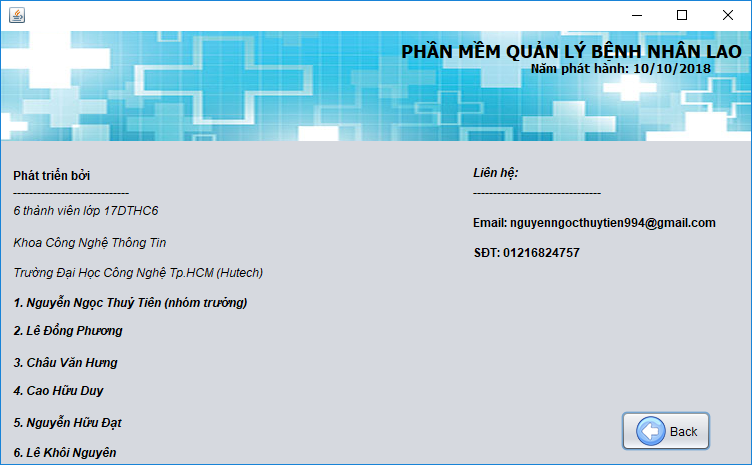 PHẦN MỀM QUẢN LÝ BỆNH NHÂN LAO
Năm phát hành: 10/10/2018
Phát triển bởi
-----------------------------
6 thành viên lớp 17DTHC6
Khoa Công Nghệ Thông Tin
Trường Đại Học Công Nghệ Tp.HCM (Hutech)
1. Nguyễn Ngọc Thuỷ Tiên (nhóm trưởng)
2. Lê Đồng Phương
3. Châu Văn Hưng
4. Cao Hữu Duy
5. Nguyễn Hữu Đạt
6. Lê Khôi Nguyên
Liên hệ:
--------------------------------
Email: nguyenngocthuytien994@gmail.com
SĐT: 01216824757
Back